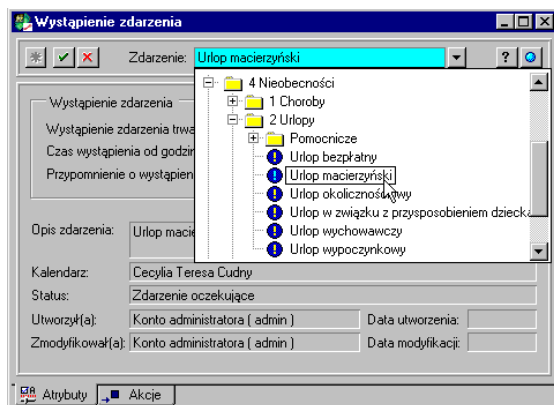 Wystąpienie zdarzenia
Zdarzenie: Urlop macierzyński
?
4 Nieobecności
1 Choroby
2 Urlopy
Pomocnicze
Urlop bezpłatny
Urlop macierzyński
Urlop okolicznościowy
Urlop w związku z przysposobieniem dziecka
Urlop wychowawczy
Urlop wypoczynkowy
Wystąpienie zdarzenia
Wystąpienie zdarzenia trwa
Czas wystąpienia od godzin
Przypomnienie o wystąpien
Opis zdarzenia: Urlop macie
Kalendarz: Cecylia Teresa Cudny
Status: Zdarzenie oczekujące
Utworzył(a): Konto administratora ( admin ) Data utworzenia:
Zmodyfikował(a): Konto administratora ( admin ) Data modyfikacji:
Atrybuty Akcje